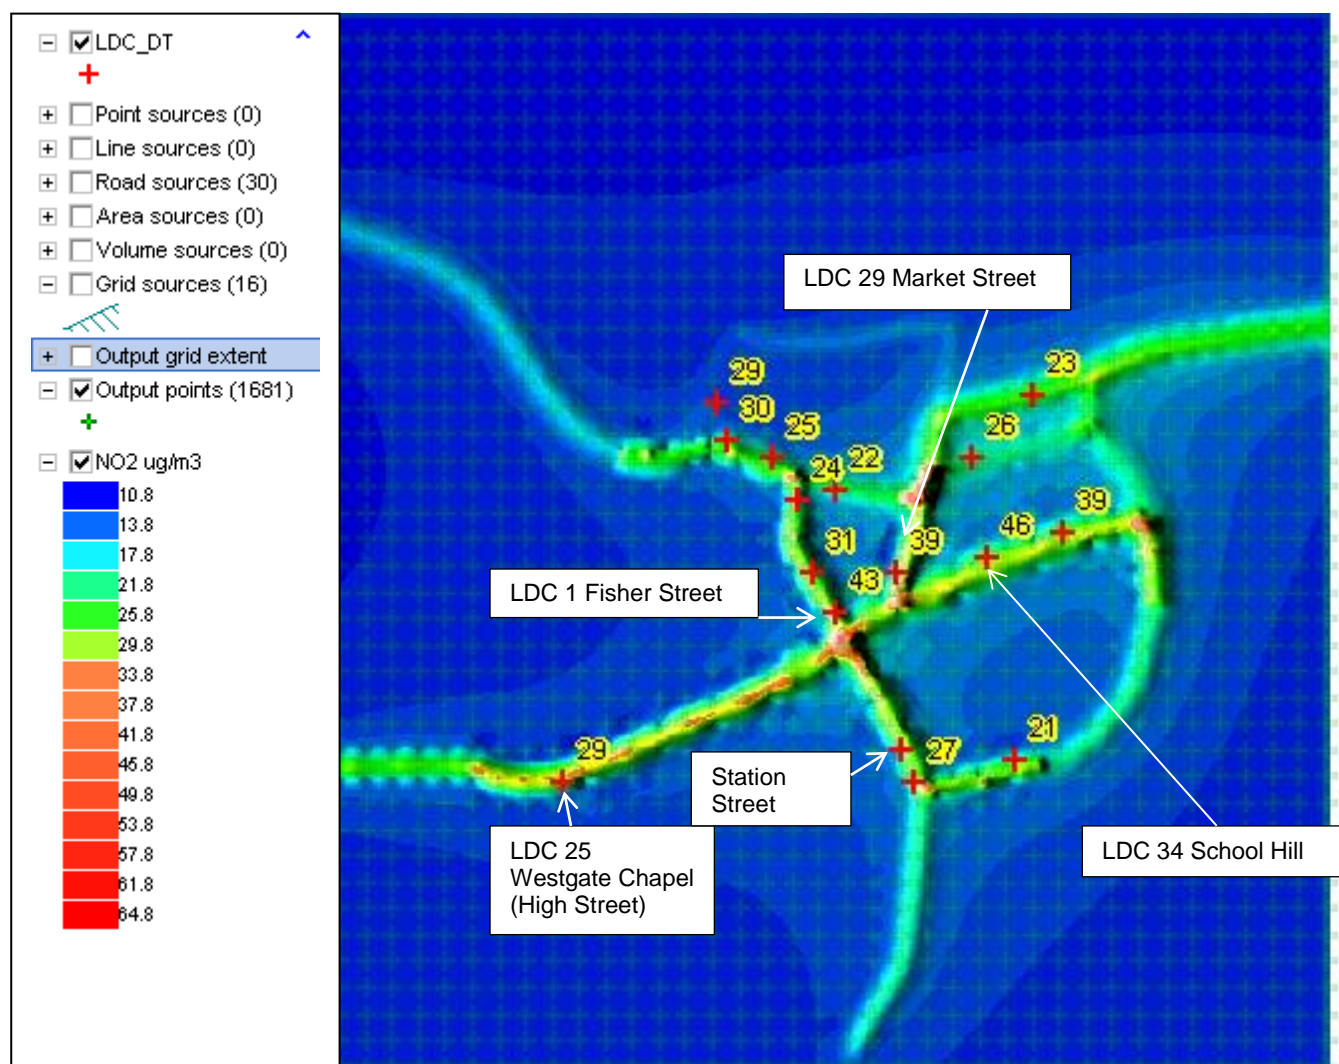 LDC_DT
Point sources (0)
Line sources (0)
Road sources (30)
Area sources (0)
Volume sources (0)
Grid sources (16)
Output grid extent
Output points (1681)
NO2 ug/m3
10.8
13.8
17.8
21.8
25.8
29.8
33.8
37.8
41.8
45.8
49.8
53.8
57.8
61.8
64.8
LDC 29 Market Street
29
23
30
25
26
24
22
46
39
31
39
43
LDC 1 Fisher Street
29
27
21
Station
Street
LDC 25
Westgate Chapel
(High Street)
LDC 34 School Hill